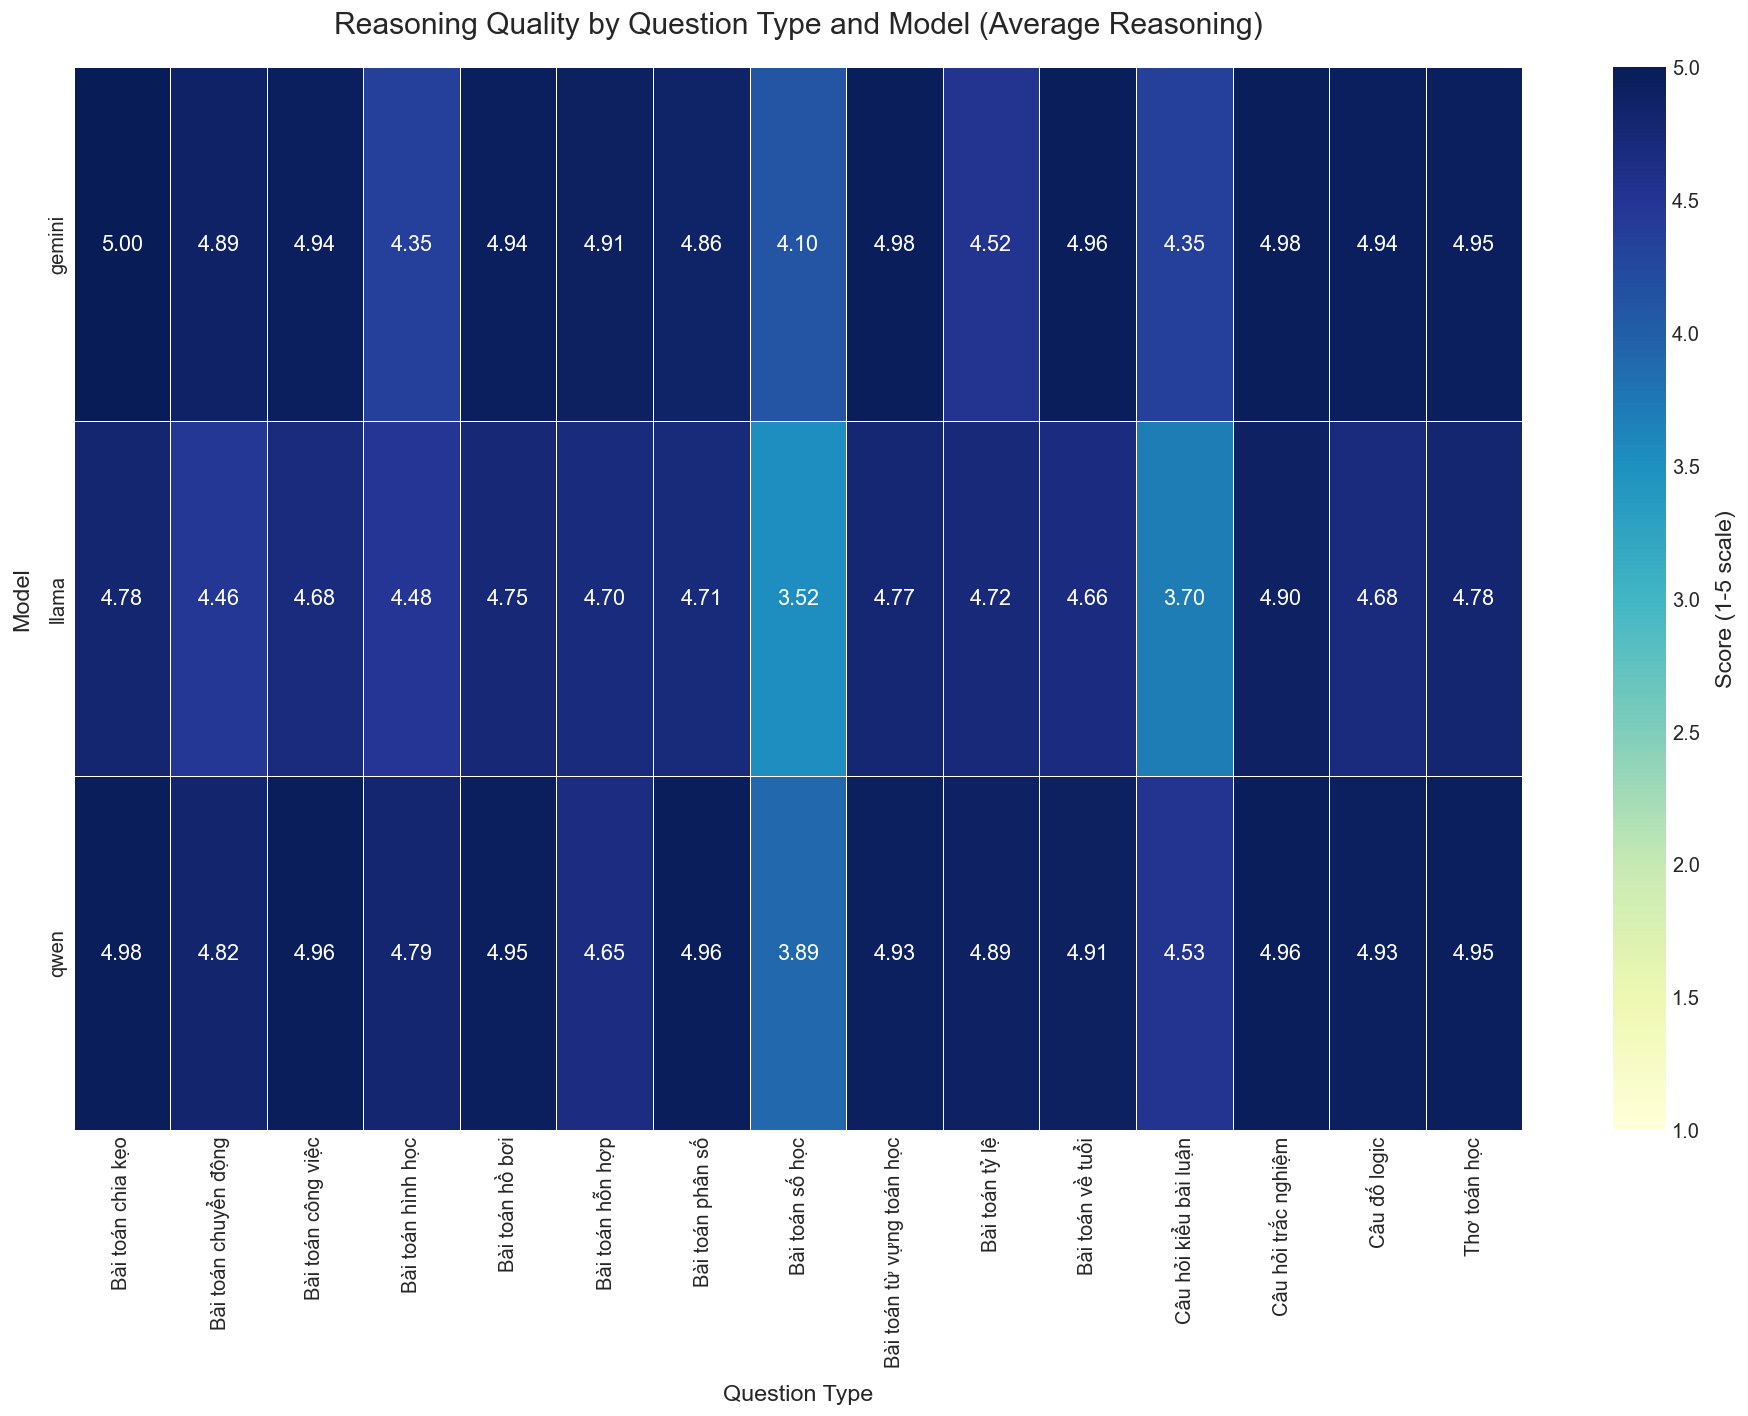 Reasoning Quality by Question Type and Model (Average Reasoning)
Model
gemini
5.00 4.89 4.94 4.35 4.94 4.91 4.86 4.10 4.98 4.52 4.96 4.35 4.98 4.94 4.95
llama
4.78 4.46 4.68 4.48 4.75 4.70 4.71 3.52 4.77 4.72 4.66 3.70 4.90 4.68 4.78
qwen
4.98 4.82 4.96 4.79 4.95 4.65 4.96 3.89 4.93 4.89 4.91 4.53 4.96 4.93 4.95
Bài toán chia kẹo
Bài toán chuyển động
Bài toán công việc
Bài toán hình học
Bài toán hồ bơi
Bài toán hỗn hợp
Bài toán phân số
Bài toán số học
Bài toán từ vựng toán học
Bài toán tỷ lệ
Bài toán về tuổi
Câu hỏi kiểu bài luận
Câu hỏi trắc nghiệm
Câu đố logic
Thơ toán học
Question Type
5.0
4.5
4.0
3.5
3.0
2.5
2.0
1.5
1.0
Score (1-5 scale)